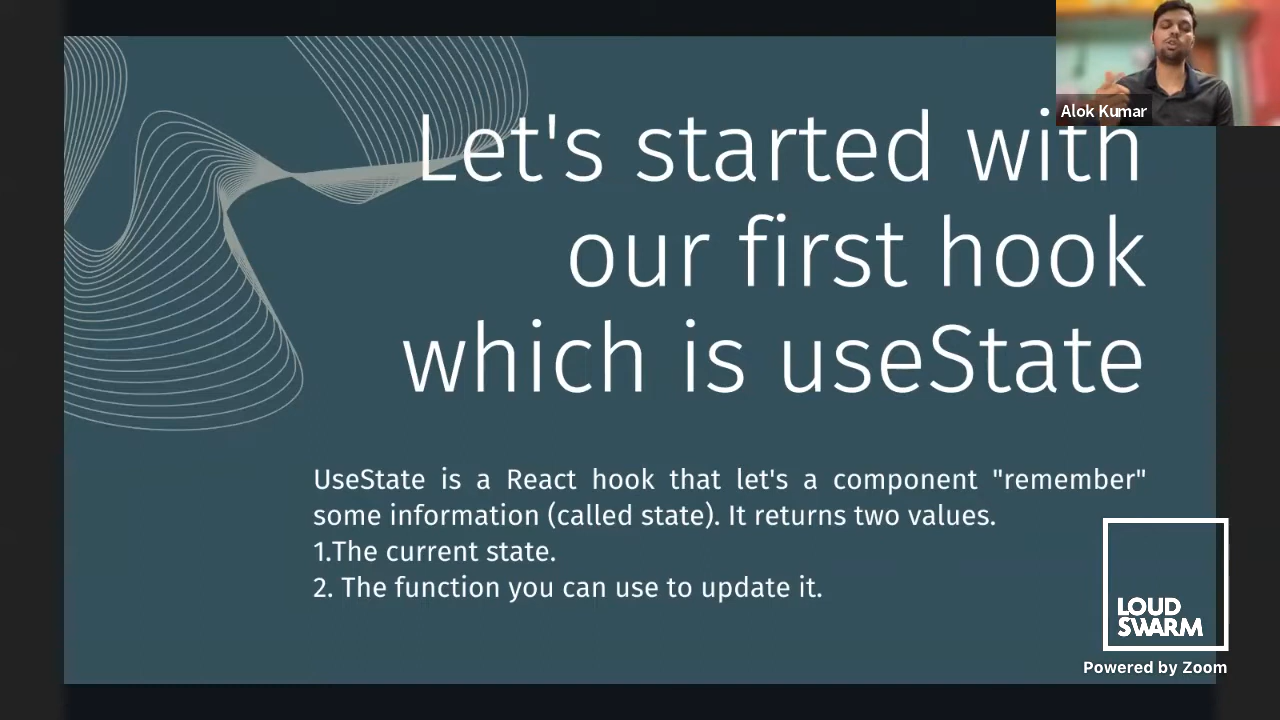 Alok Kumar
Let's started with
our first hook
which is useState
UseState is a React hook that let's a component "remember"
some information (called state). It returns two values.
1.The current state.
2. The function you can use to update it.
LOUD
SWARM
Powered by Zoom